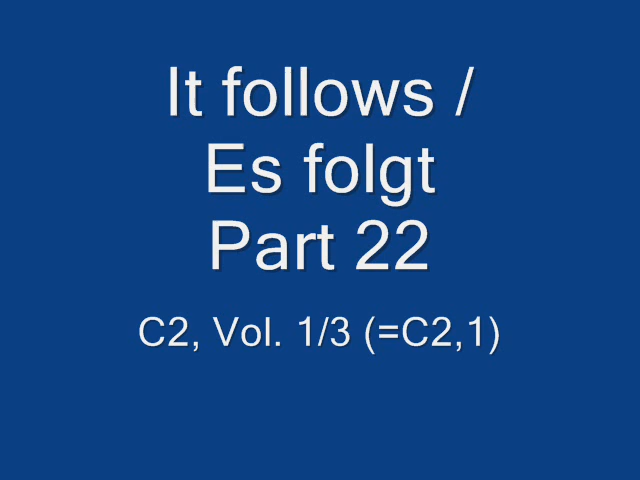 It follows /
Es folgt
Part 22
C2, Vol. 1/3 (=C2,1)